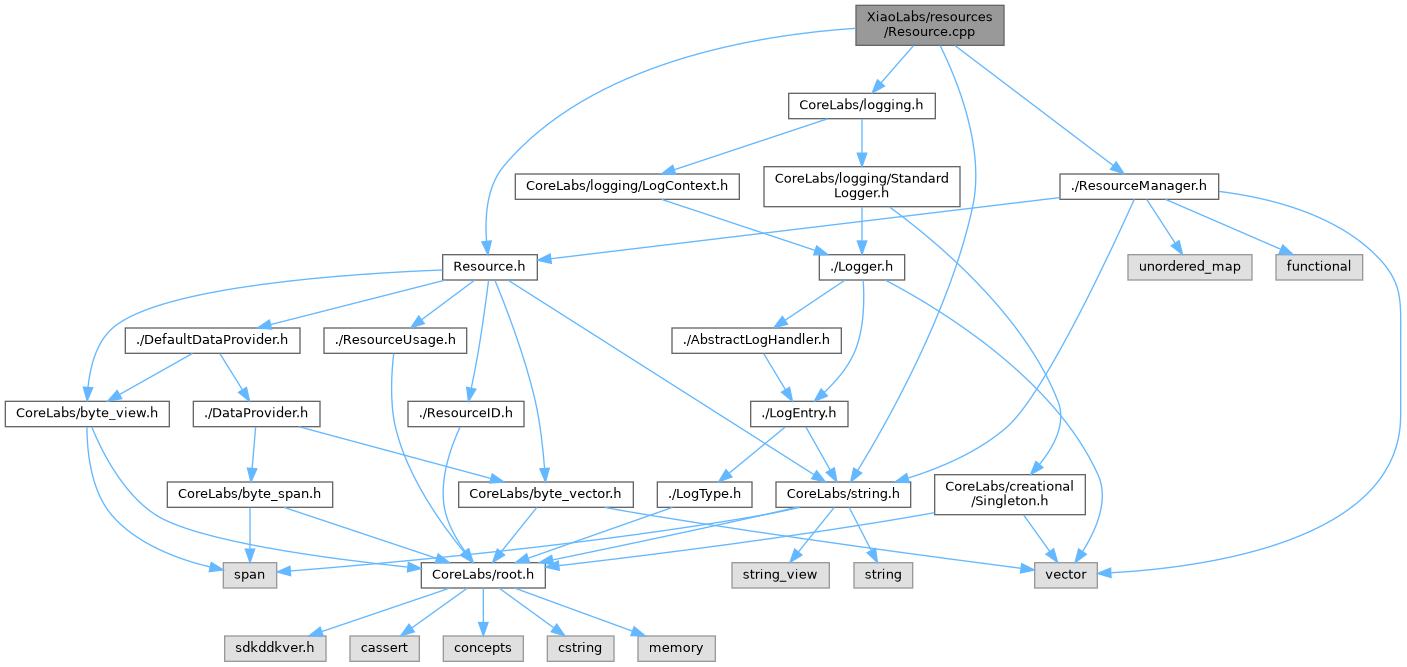 XiaoLabs/resources
/Resource.cpp
CoreLabs/logging.h
CoreLabs/logging/LogContext.h
CoreLabs/logging/Standard
Logger.h
./ResourceManager.h
Resource.h
./Logger.h
unordered_map
functional
./DefaultDataProvider.h
./ResourceUsage.h
./AbstractLogHandler.h
CoreLabs/byte_view.h
./DataProvider.h
./ResourceID.h
./LogEntry.h
CoreLabs/byte_span.h
CoreLabs/byte_vector.h
./LogType.h
CoreLabs/string.h
CoreLabs/creational
/Singleton.h
span
CoreLabs/root.h
string_view
string
vector
sdkddkver.h
cassert
concepts
cstring
memory